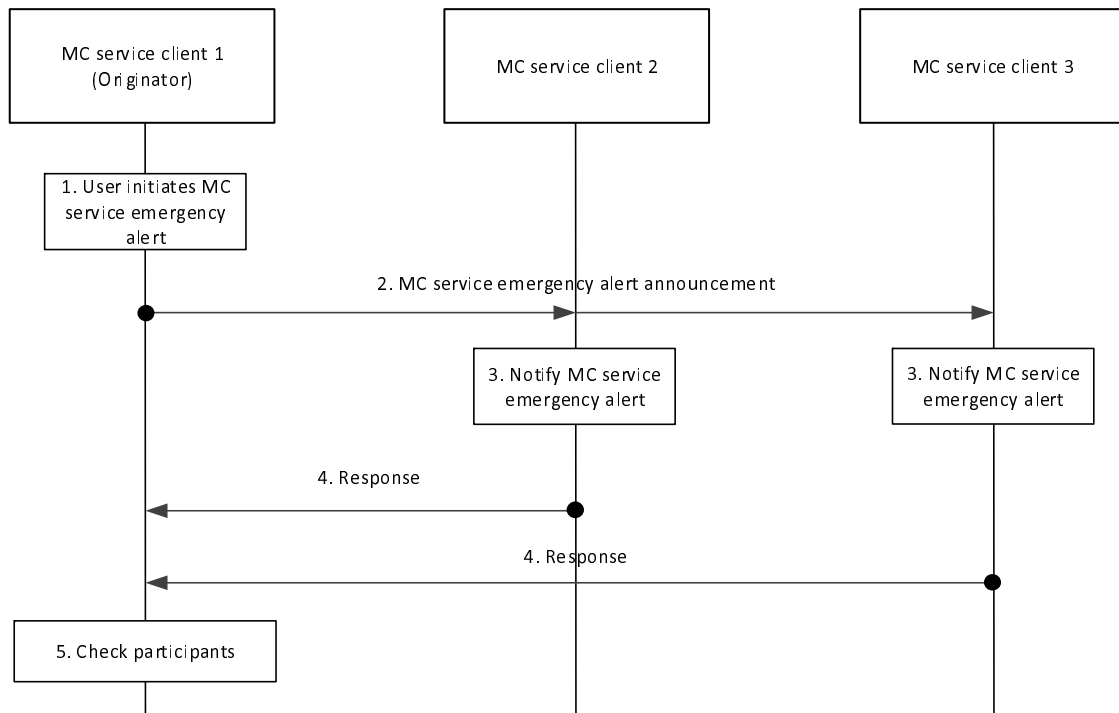 MC service client 1
(Originator)
MC service client 2
MC service client 3
1. User initiates MC
service emergency
alert
2. MC service emergency alert announcement
3. Notify MC service
emergency alert
3. Notify MC service
emergency alert
4. Response
4. Response
5. Check participants